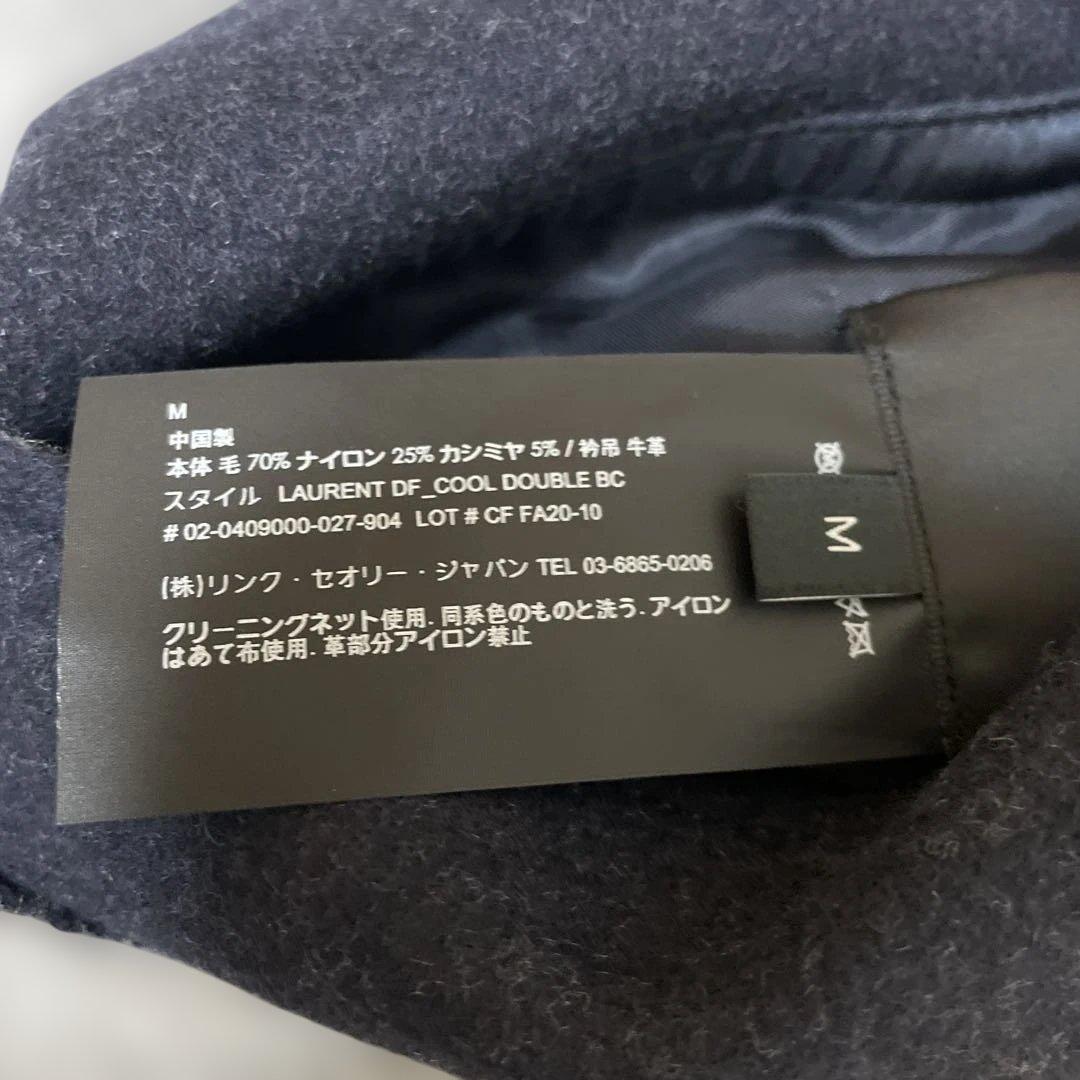 M
中国製
本体 毛 70% ナイロン 25% カシミヤ 5% / 衿吊 牛革
スタイル LAURENT DF_COOL DOUBLE BC
# 02-0409000-027-904 LOT # CF FA20-10
(株)リンク・セオリー・ジャパン TEL 03-6865-0206
クリーニングネット使用. 同系色のものと洗う. アイロン
はあて布使用. 革部分アイロン禁止
M